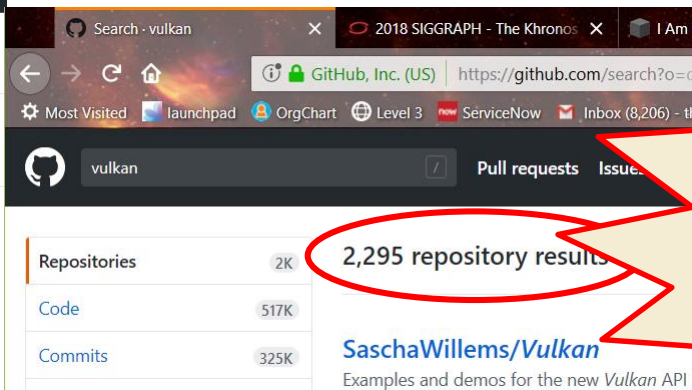 Search · vulkan
2018 SIGGRAPH - The Khronos
I Am
GitHub, Inc. (US) https://github.com/search?o=
Most Visited launchpad OrgChart Level 3 now ServiceNow Inbox (8,206) -
vulkan /
Pull requests Issues
Repositories 2K
2,295 repository results
Code 517K
Commits 325K
SaschaWillems/Vulkan
Examples and demos for the new Vulkan API